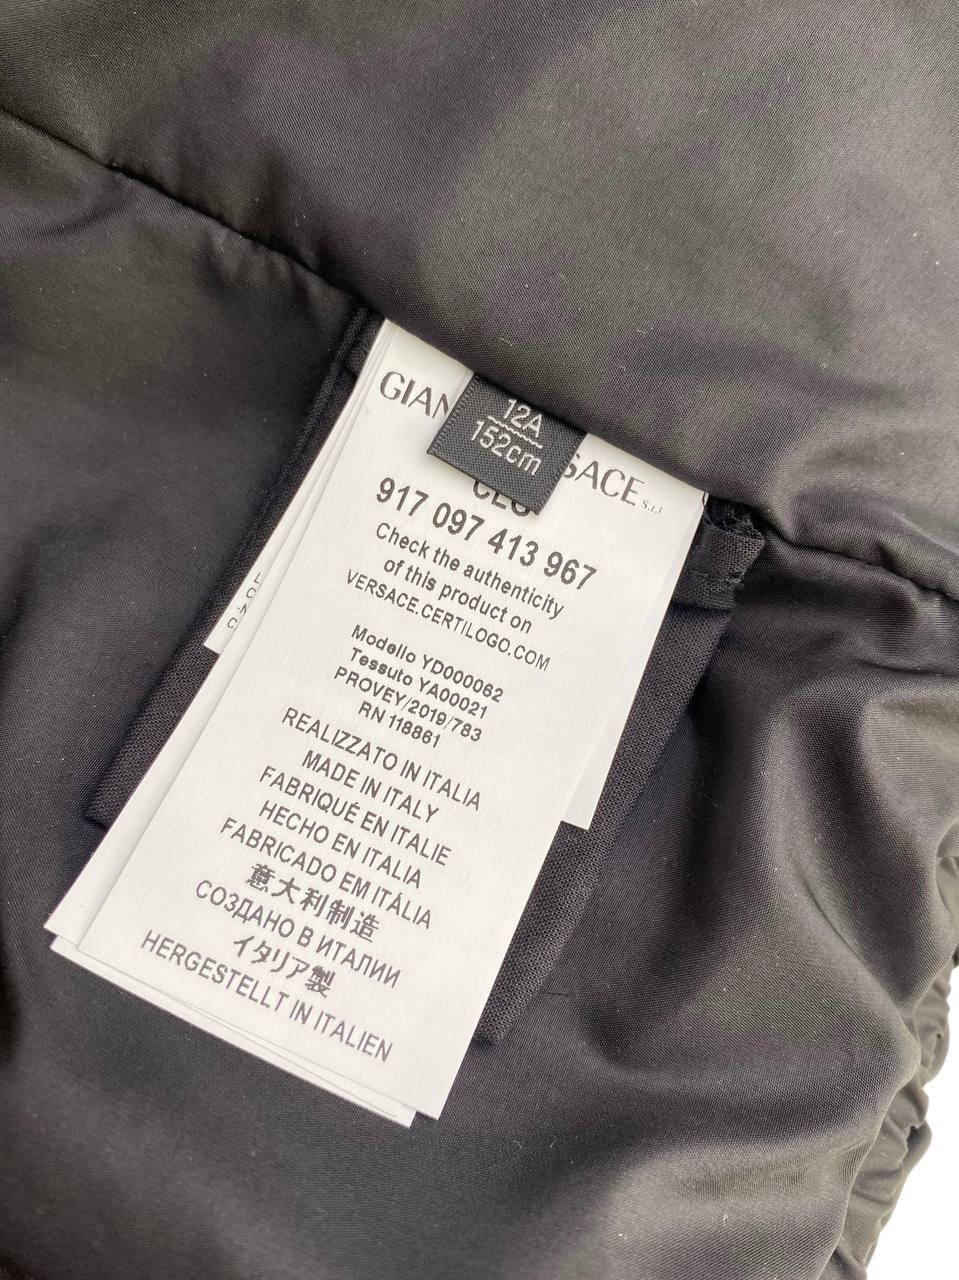 12A
152cm
917 097 413 967
Check the authenticity
of this product on
VERSACE.CERTILOGO.COM
Modello YD000062
Tessuto YA00021
PROVEY/2019/783
RN 118861
REALIZZATO IN ITALIA
MADE IN ITALY
FABRIQUÉ EN ITALIE
HECHO EN ITALIA
FABRICADO EM ITÁLIA
意大利制造
СОЗДАНО В ИТАЛИИ
イタリア製
HERGESTELLT IN ITALIEN